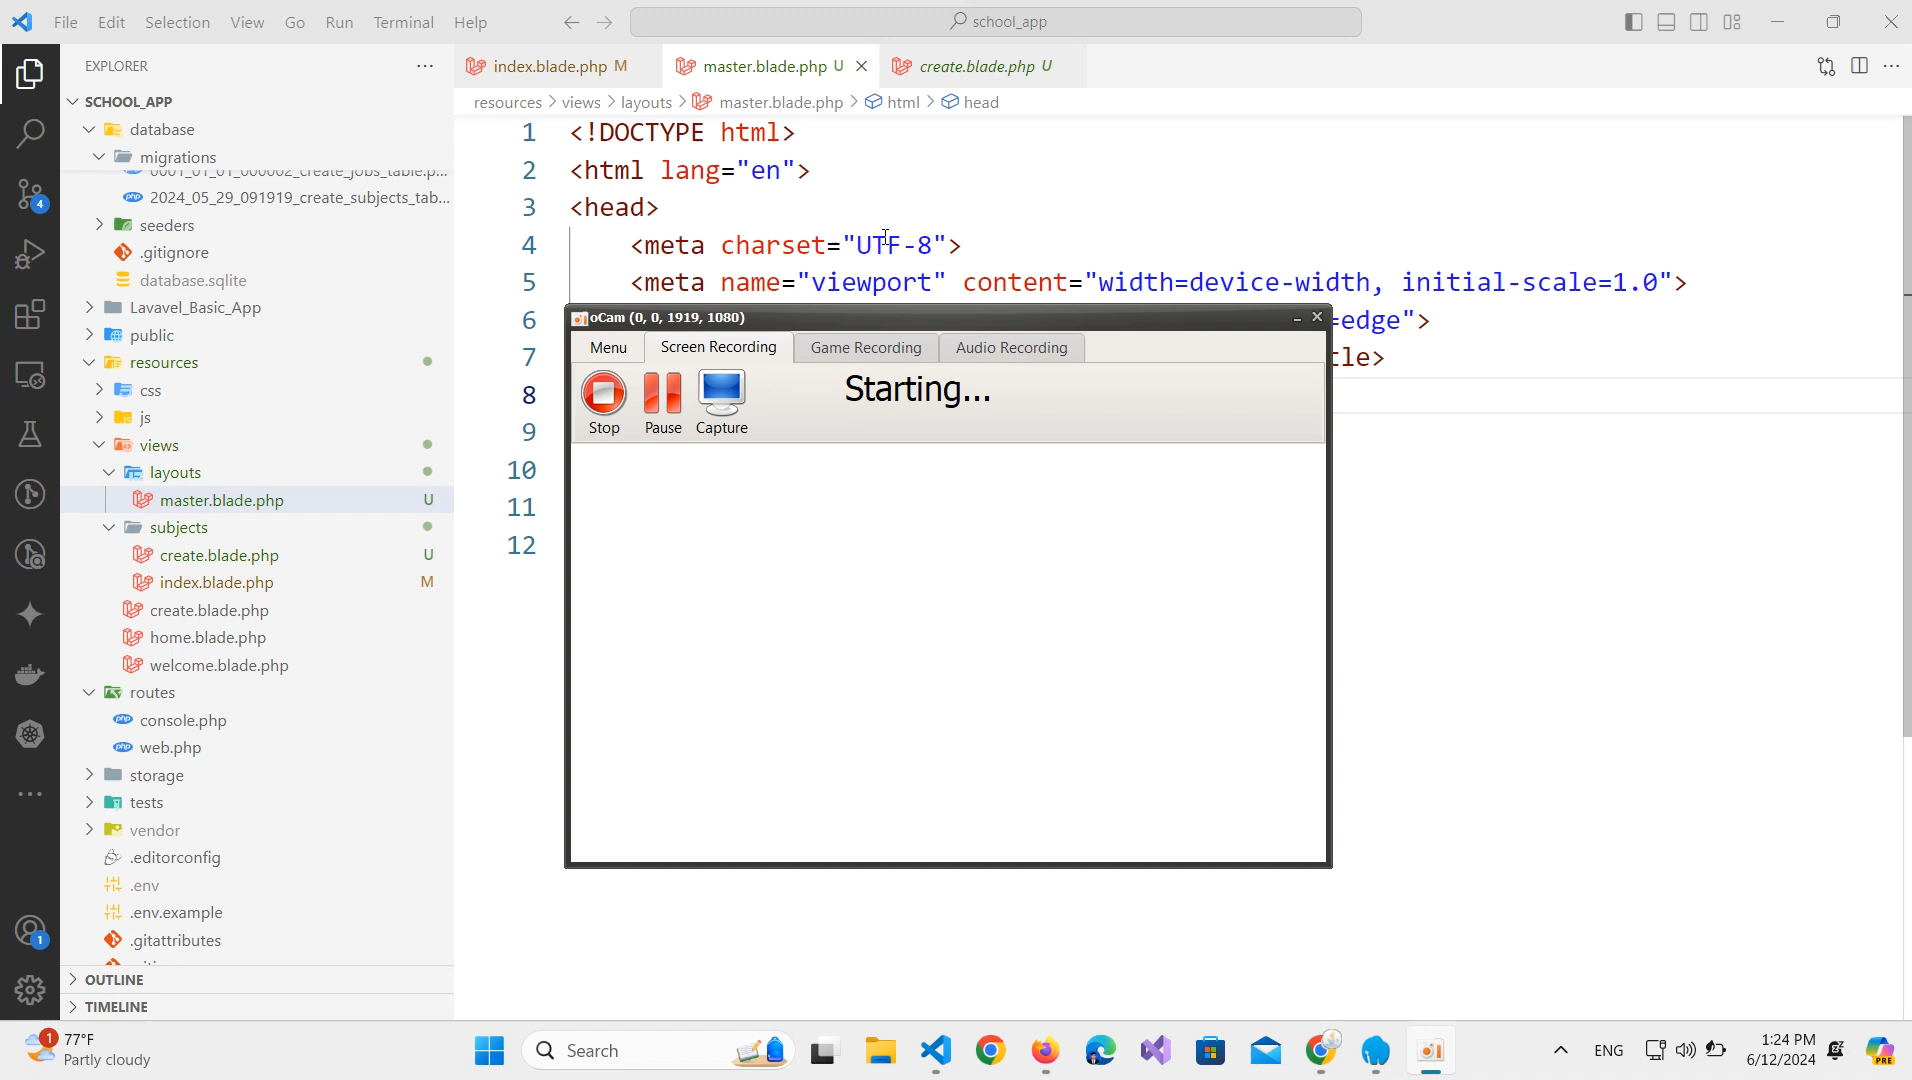 File Edit Selection View Go Run Terminal Help
school_app
EXPLORER
SCHOOL_APP
database
migrations
0001_01_01_000002_create_jobs_table.p...
2024_05_29_091919_create_subjects_tab...
seeders
.gitignore
database.sqlite
Lavavel_Basic_App
public
resources
css
js
views
layouts
master.blade.php U
subjects
create.blade.php U
index.blade.php M
create.blade.php
home.blade.php
welcome.blade.php
routes
console.php
web.php
storage
tests
vendor
.editorconfig
.env
.env.example
.gitattributes
OUTLINE
TIMELINE
4
1
index.blade.php M
master.blade.php U
create.blade.php U
resources > views > layouts > master.blade.php > html > head
1 <!DOCTYPE html>
2 <html lang="en">
3 <head>
4 <meta charset="UTF-8">
5 <meta name="viewport" content="width=device-width, initial-scale=1.0">
6 =edge">
7 tle>
8
9
10
11
12
oCam (0, 0, 1919, 1080)
Menu Screen Recording Game Recording Audio Recording
Stop Pause Capture
Starting...
1
77°F
Partly cloudy
Search
ENG
1:24 PM
6/12/2024
PRE